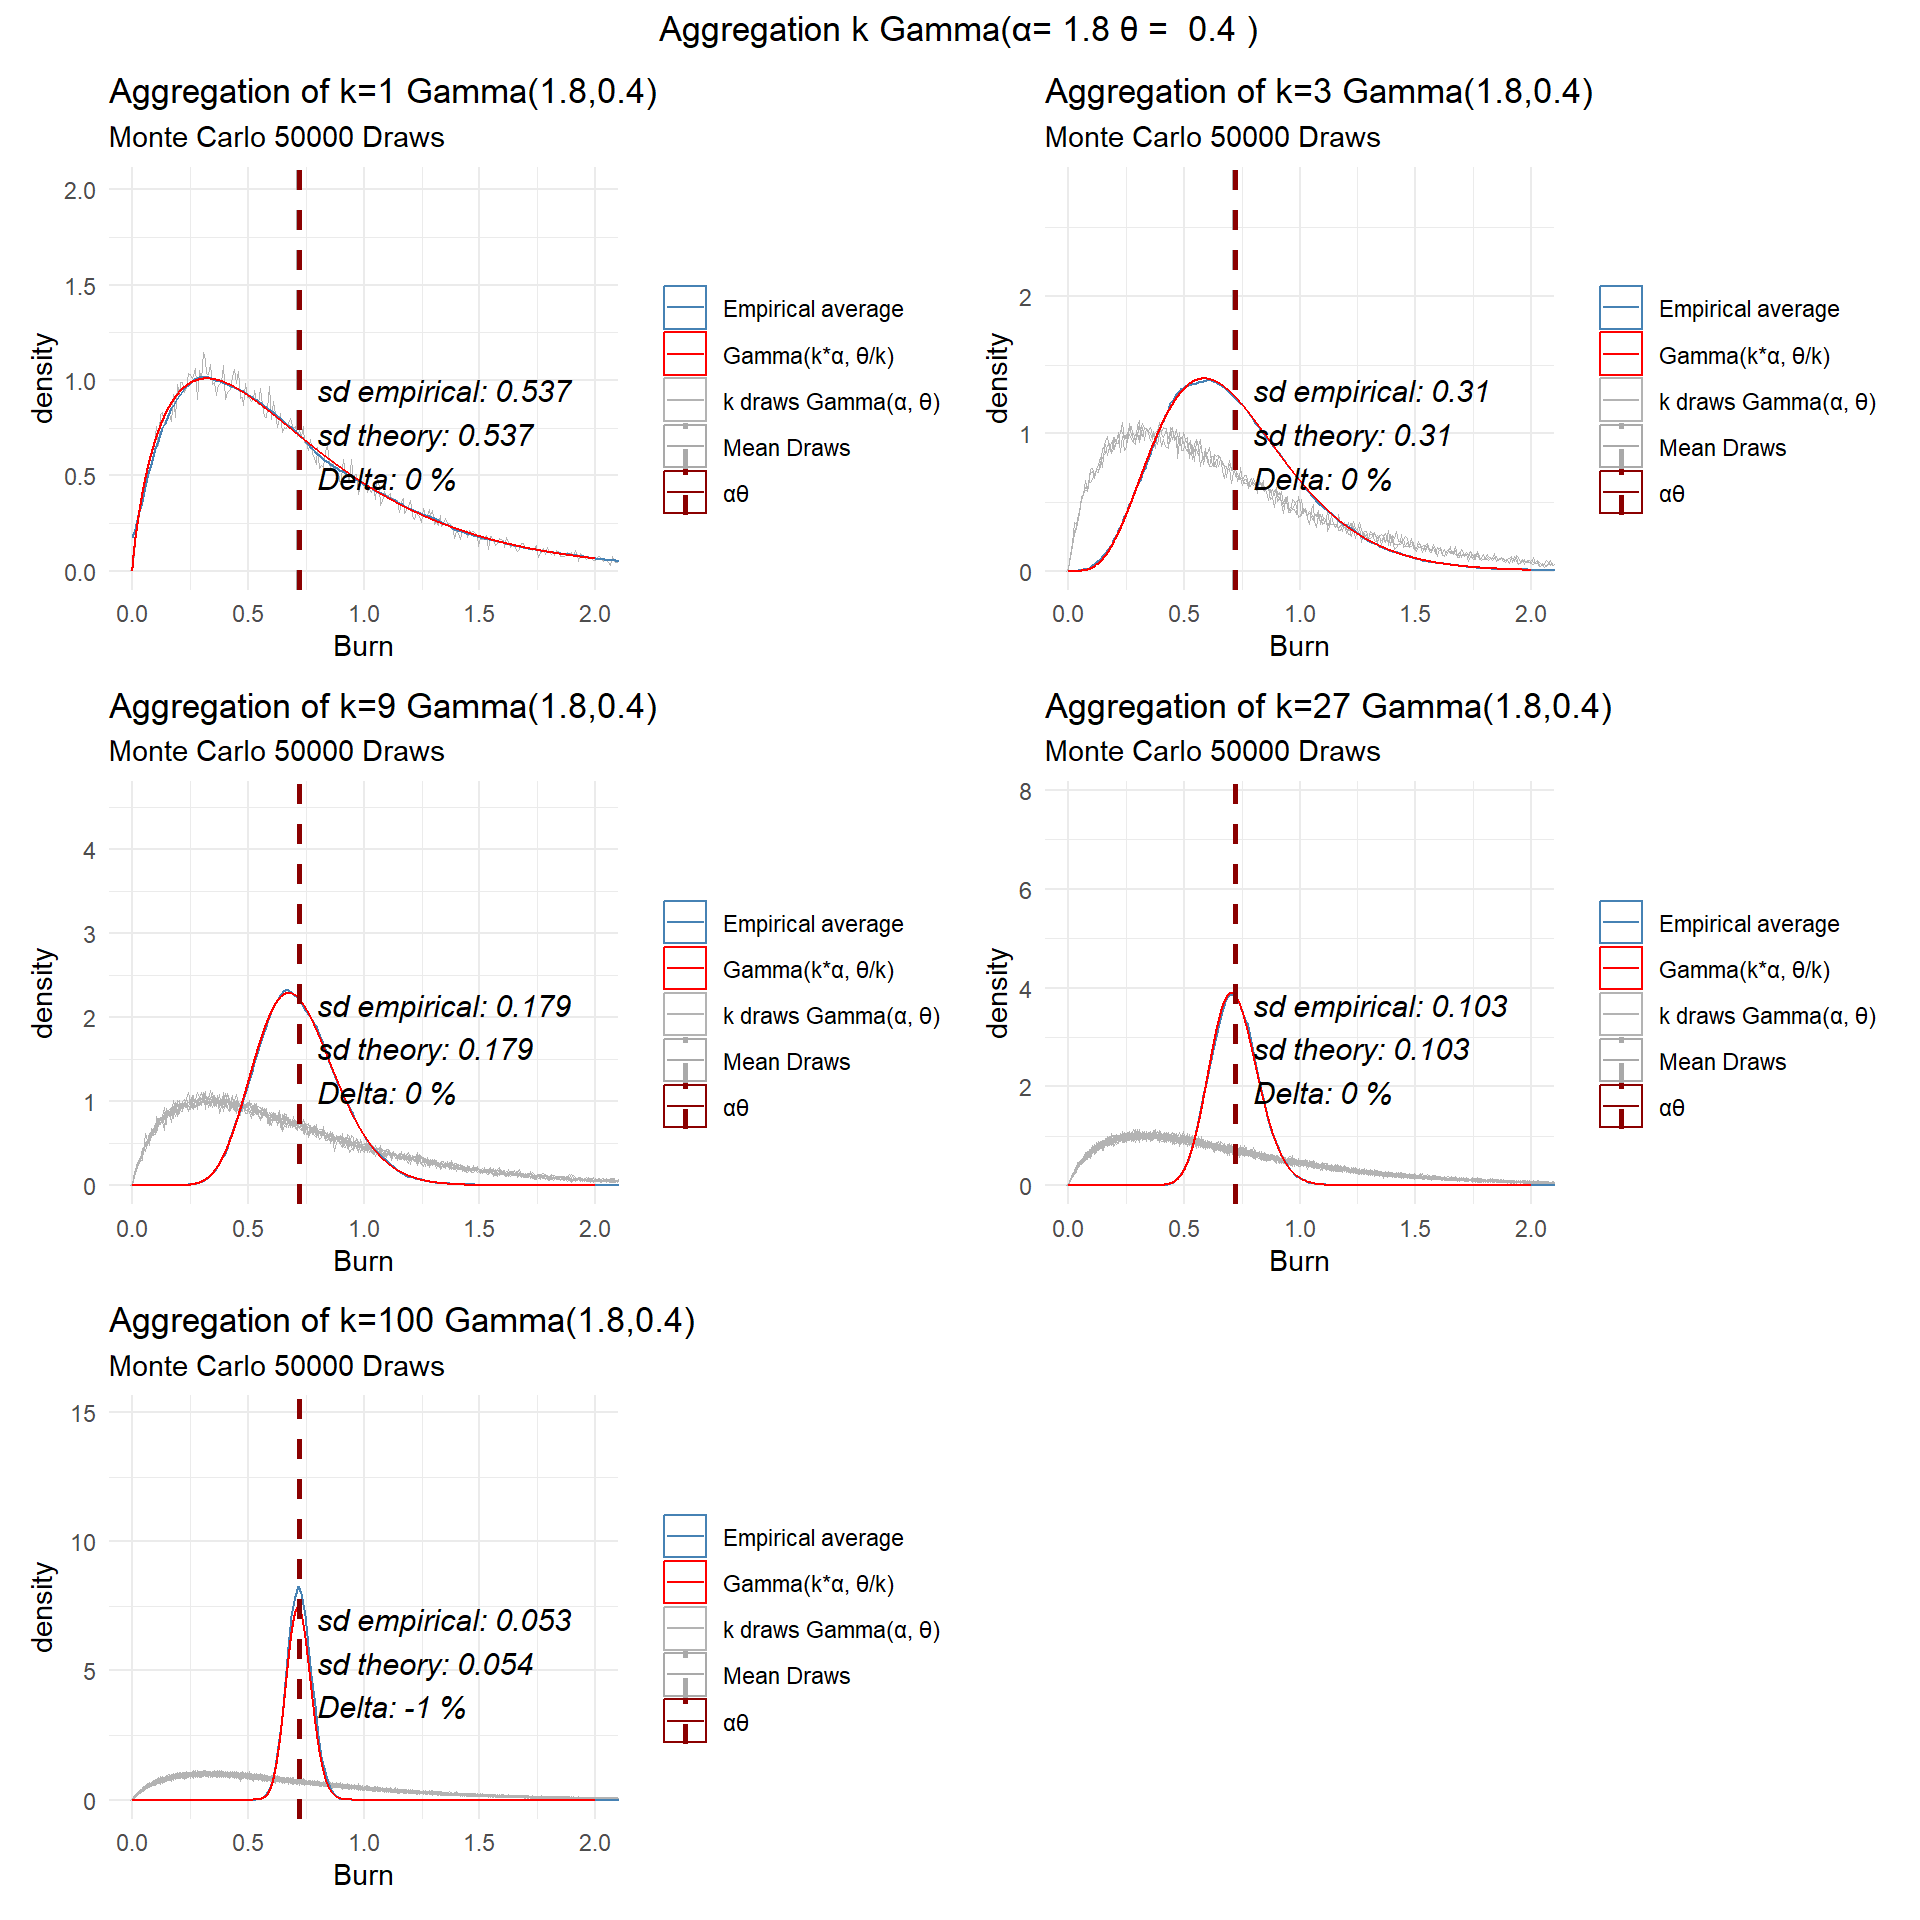 Aggregation k Gamma(α= 1.8 θ =  0.4 )
Aggregation of k=1 Gamma(1.8,0.4)
Monte Carlo 50000 Draws
2.0
1.5
1.0
0.5
0.0
density
sd empirical: 0.537
sd theory: 0.537
Delta: 0 %
0.0 0.5 1.0 1.5 2.0
Burn
Empirical average
Gamma(k*α, θ/k)
k draws Gamma(α, θ)
Mean Draws
αθ
Aggregation of k=3 Gamma(1.8,0.4)
Monte Carlo 50000 Draws
2
1
0
density
sd empirical: 0.31
sd theory: 0.31
Delta: 0 %
0.0 0.5 1.0 1.5 2.0
Burn
Empirical average
Gamma(k*α, θ/k)
k draws Gamma(α, θ)
Mean Draws
αθ
Aggregation of k=9 Gamma(1.8,0.4)
Monte Carlo 50000 Draws
4
3
2
1
0
density
sd empirical: 0.179
sd theory: 0.179
Delta: 0 %
0.0 0.5 1.0 1.5 2.0
Burn
Empirical average
Gamma(k*α, θ/k)
k draws Gamma(α, θ)
Mean Draws
αθ
Aggregation of k=27 Gamma(1.8,0.4)
Monte Carlo 50000 Draws
8
6
4
2
0
density
sd empirical: 0.103
sd theory: 0.103
Delta: 0 %
0.0 0.5 1.0 1.5 2.0
Burn
Empirical average
Gamma(k*α, θ/k)
k draws Gamma(α, θ)
Mean Draws
αθ
Aggregation of k=100 Gamma(1.8,0.4)
Monte Carlo 50000 Draws
15
10
5
0
density
sd empirical: 0.053
sd theory: 0.054
Delta: -1 %
0.0 0.5 1.0 1.5 2.0
Burn
Empirical average
Gamma(k*α, θ/k)
k draws Gamma(α, θ)
Mean Draws
αθ